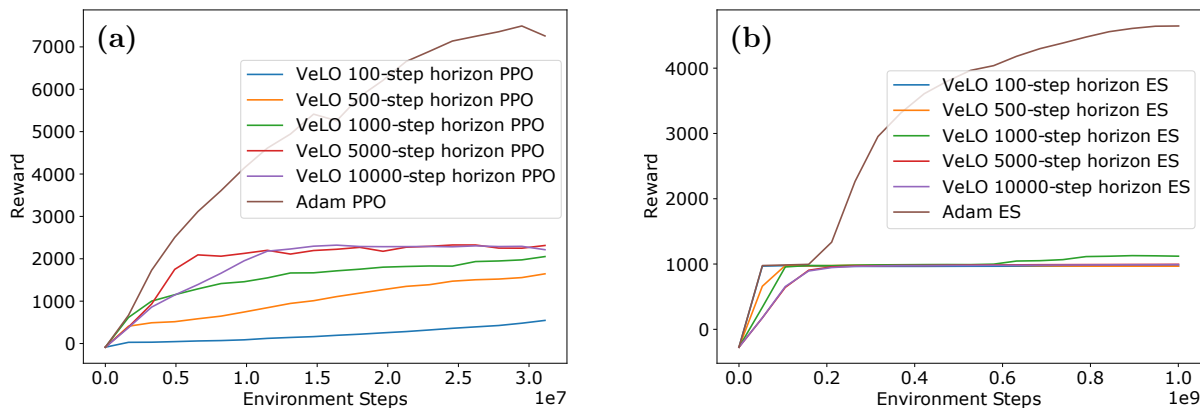 (a)
7000
6000
5000
4000
3000
2000
1000
0
Reward
VeLO 100-step horizon PPO
VeLO 500-step horizon PPO
VeLO 1000-step horizon PPO
VeLO 5000-step horizon PPO
VeLO 10000-step horizon PPO
Adam PPO
0.0 0.5 1.0 1.5 2.0 2.5 3.0
Environment Steps
1e7
(b)
4000
3000
2000
1000
0
Reward
VeLO 100-step horizon ES
VeLO 500-step horizon ES
VeLO 1000-step horizon ES
VeLO 5000-step horizon ES
VeLO 10000-step horizon ES
Adam ES
0.0 0.2 0.4 0.6 0.8 1.0
Environment Steps
1e9